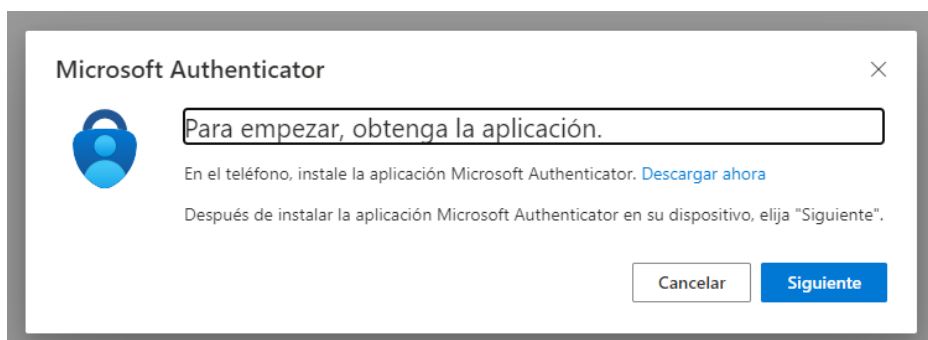 Microsoft Authenticator
Para empezar, obtenga la aplicación.
En el teléfono, instale la aplicación Microsoft Authenticator. Descargar ahora
Después de instalar la aplicación Microsoft Authenticator en su dispositivo, elija "Siguiente".
Cancelar Siguiente